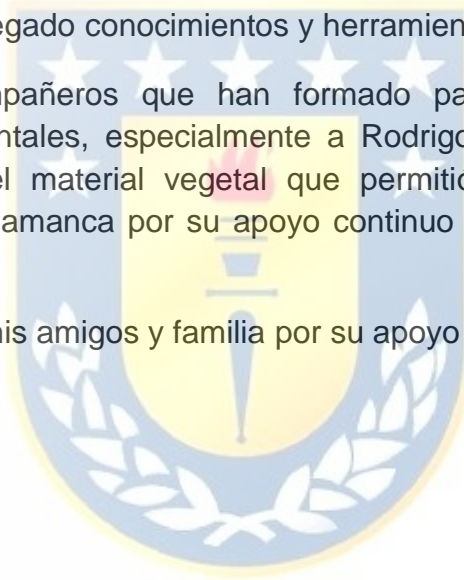 egado conocimientos y herramien
pañeros que han formado pa
ntales, especialmente a Rodrigo
el material vegetal que permitio
amanca por su apoyo continuo
nis amigos y familia por su apoyo